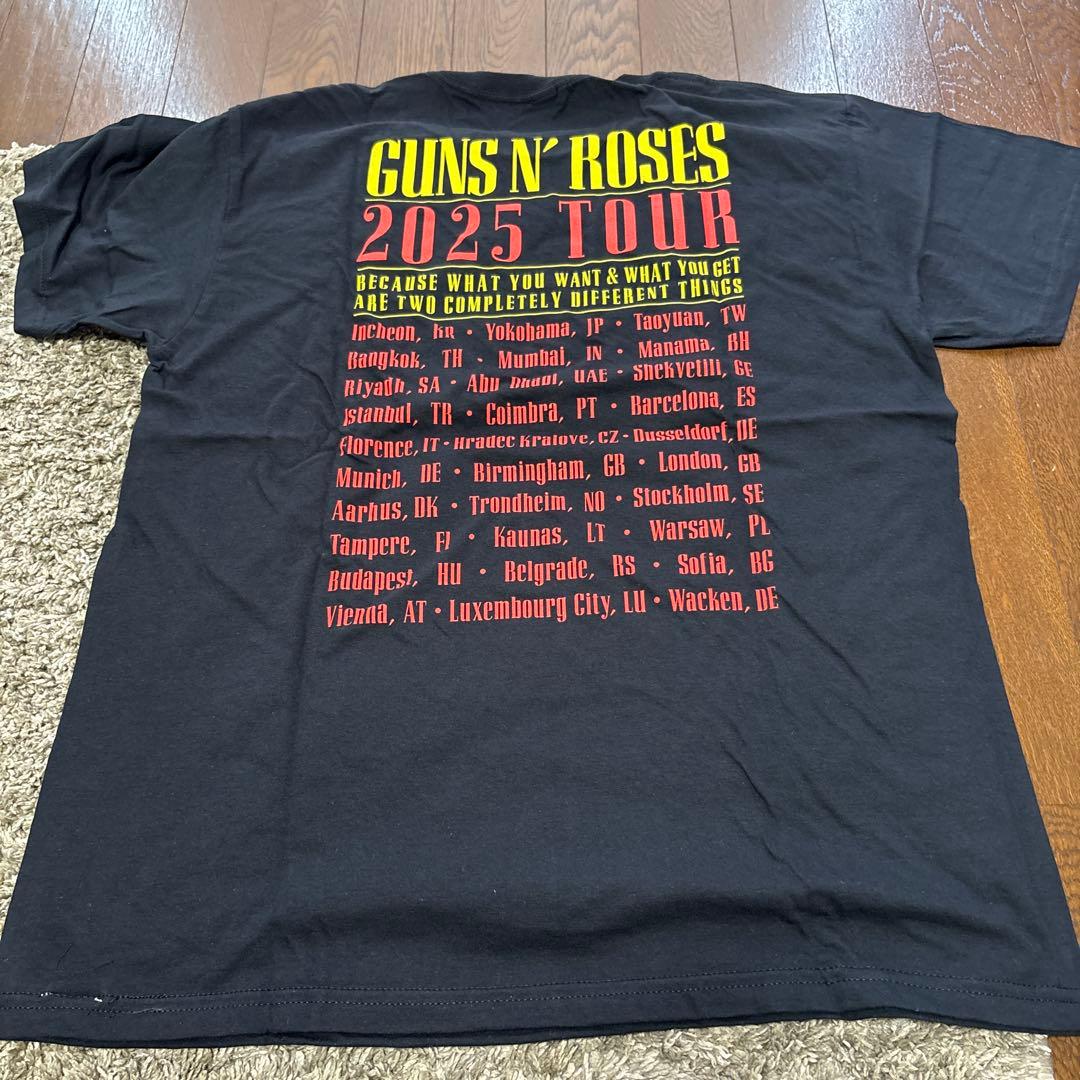 GUNS N' ROSES
2025 TOUR
BECAUSE WHAT YOU WANT & WHAT YOU GET
ARE TWO COMPLETELY DIFFERENT THINGS
Incheon, KR • Yokohama, JP • Taoyuan, TW
Bangkok, TH • Mumbai, IN • Manama, BH
Riyadh, SA • Abu Dhabi, UAE • Shekvetili, GE
Istanbul, TR • Coimbra, PT • Barcelona, ES
Florence, IT • Hradec Kralove, CZ • Dusseldorf, DE
Munich, DE • Birmingham, GB • London, GB
Aarhus, DK • Trondheim, NO • Stockholm, SE
Tampere, FI • Kaunas, LT • Warsaw, PL
Budapest, HU • Belgrade, RS • Sofia, BG
Vienna, AT • Luxembourg City, LU • Wacken, DE